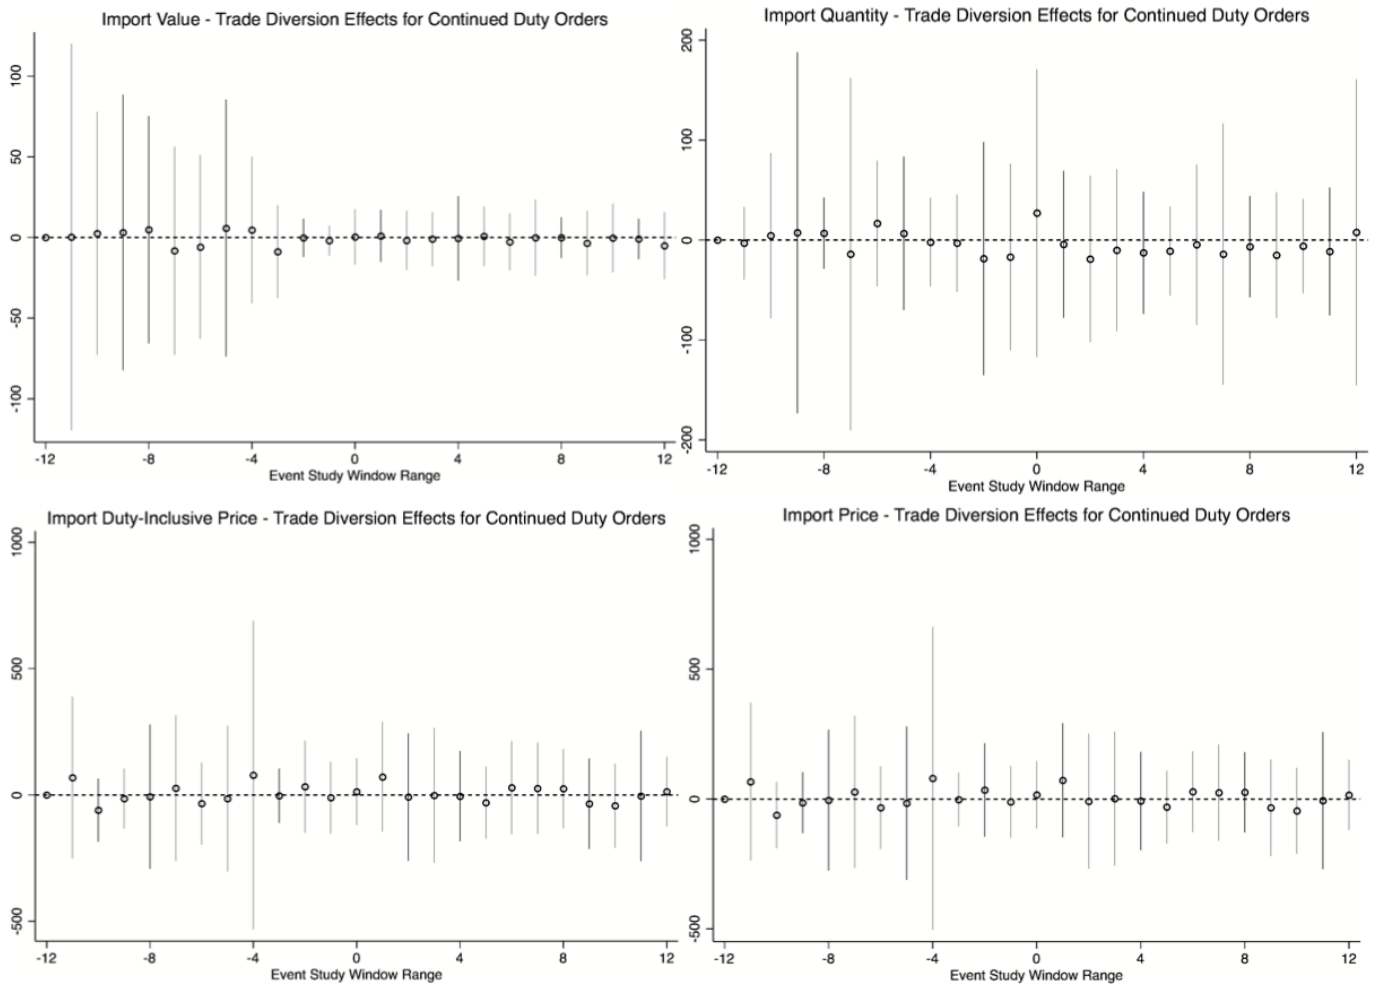 Import Value - Trade Diversion Effects for Continued Duty Orders
100
50
0
-50
-100
-12 -8 -4 0 4 8 12
Event Study Window Range
Import Quantity - Trade Diversion Effects for Continued Duty Orders
200
100
0
-100
-200
-12 -8 -4 0 4 8 12
Event Study Window Range
Import Duty-Inclusive Price - Trade Diversion Effects for Continued Duty Orders
1000
500
0
-500
-12 -8 -4 0 4 8 12
Event Study Window Range
Import Price - Trade Diversion Effects for Continued Duty Orders
1000
500
0
-500
-12 -8 -4 0 4 8 12
Event Study Window Range